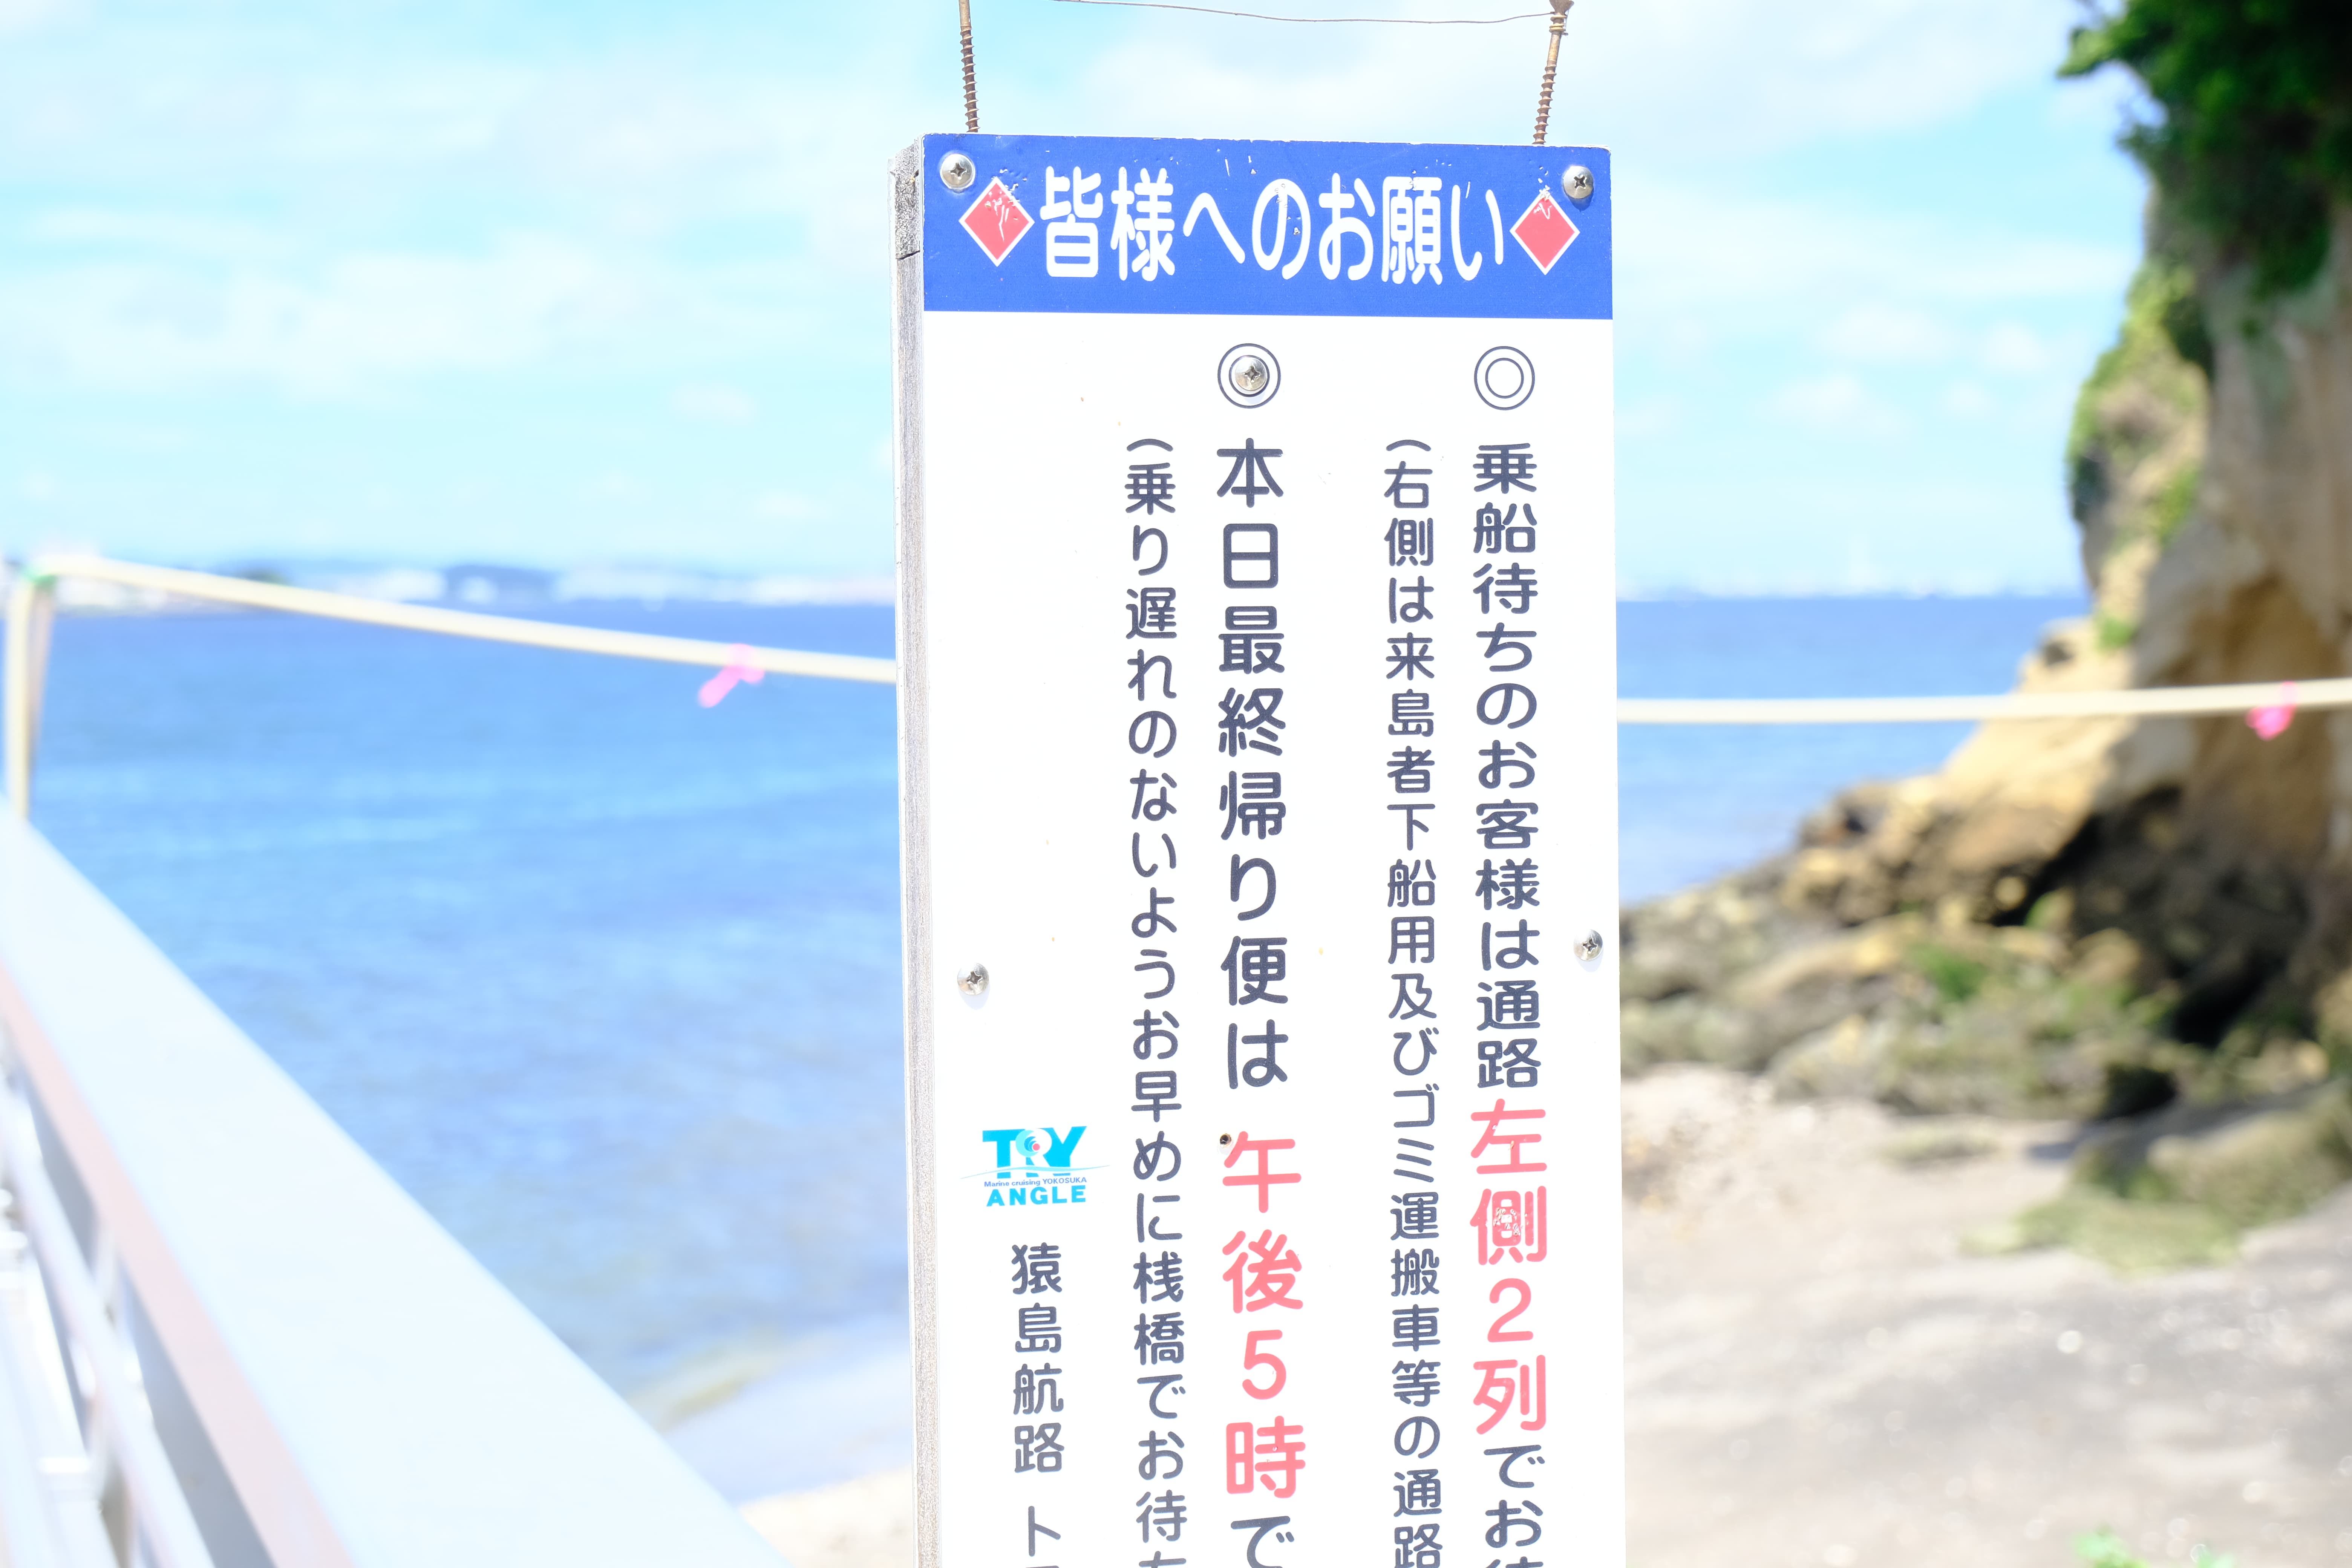 ◆皆様へのお願い◆
◎乗船待ちのお客様は通路左側2列でお待
(右側は来島者下船用及びゴミ運搬車等の通路
◎本日最終帰り便は 午後5時で
(乗り遅れのないようお早めに桟橋でお待ち
TRY
Marine cruising YOKOSUKA
ANGLE
猿島航路 ト